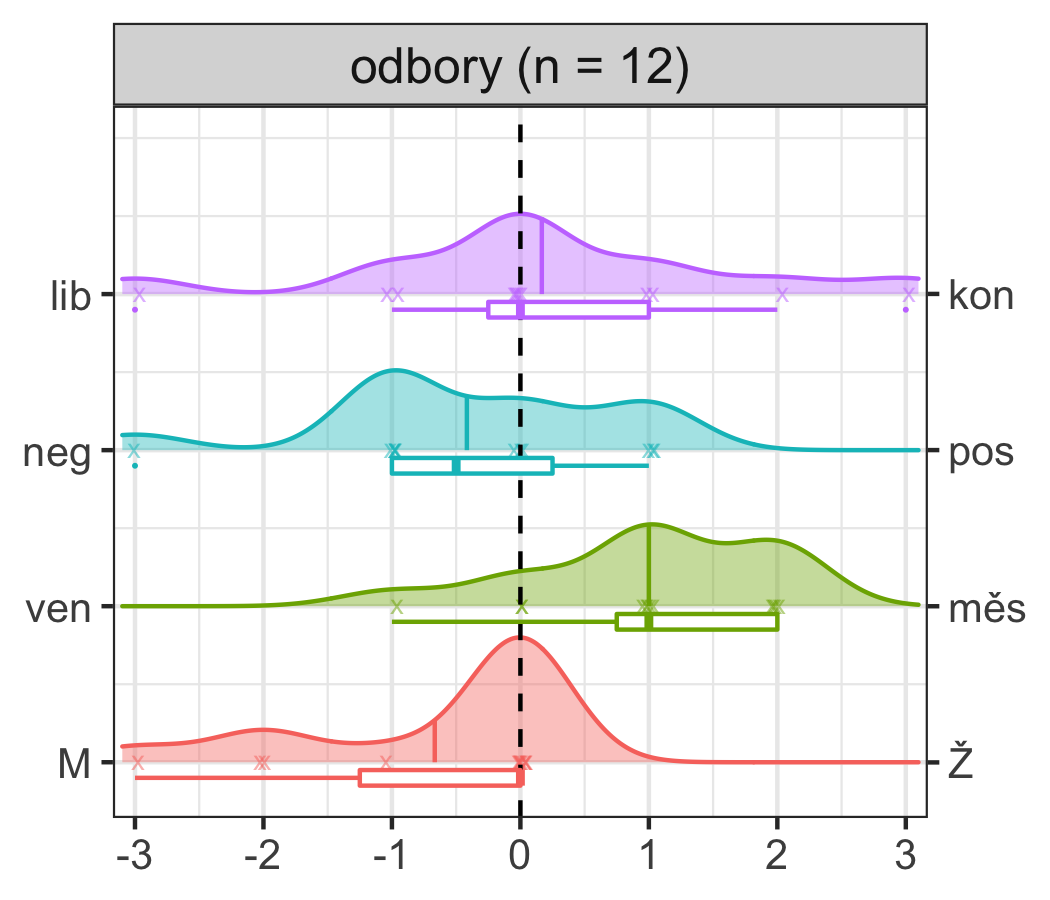 odbory (n = 12)
lib kon
neg pos
ven měs
M Ž
-3 -2 -1 0 1 2 3